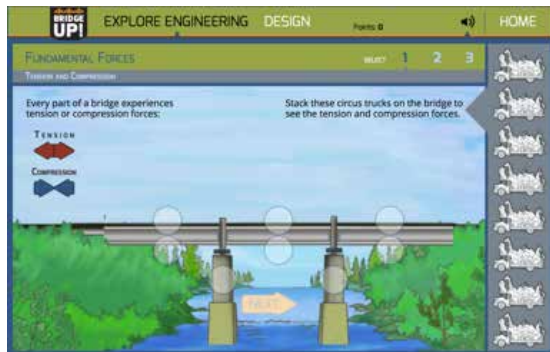 BRIDGE UP!
EXPLORE ENGINEERING DESIGN Points: 0 HOME
FUNDAMENTAL FORCES SELECT 1 2 3
TENSION AND COMPRESSION
Every part of a bridge experiences
tension or compression forces:
Stack these circus trucks on the bridge to
see the tension and compression forces.
TENSION
COMPRESSION
NEXT